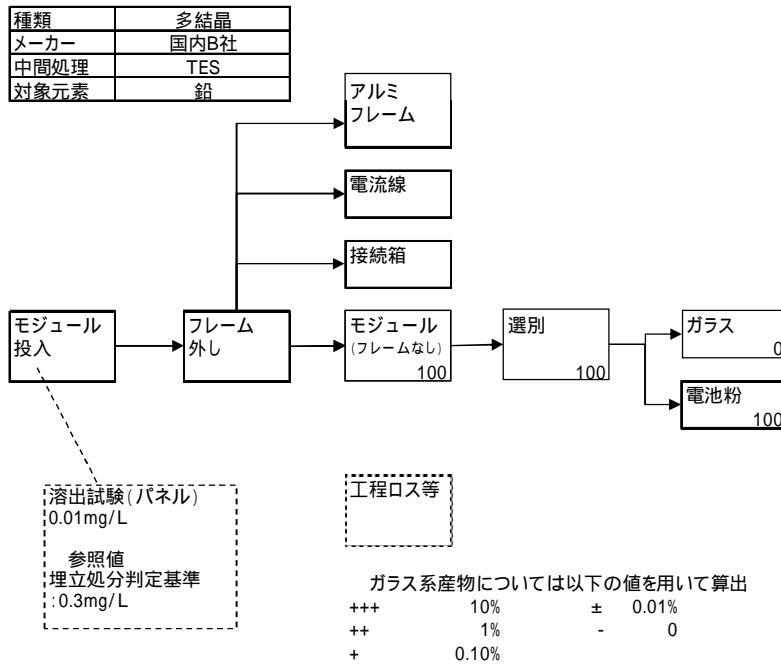 種類 多結晶
メーカー 国内B社
中間処理 TES
対象元素 鉛
アルミ
フレーム
電流線
接続箱
モジュール
投入
フレーム
外し
モジュール
(フレームなし)
100
選別
100
ガラス
0
電池粉
100
溶出試験(パネル)
0.01mg/L
参照値
埋立処分判定基準
:0.3mg/L
工程ロス等
ガラス系産物については以下の値を用いて算出
+++ 10% ± 0.01%
++ 1% - 0
+ 0.10%